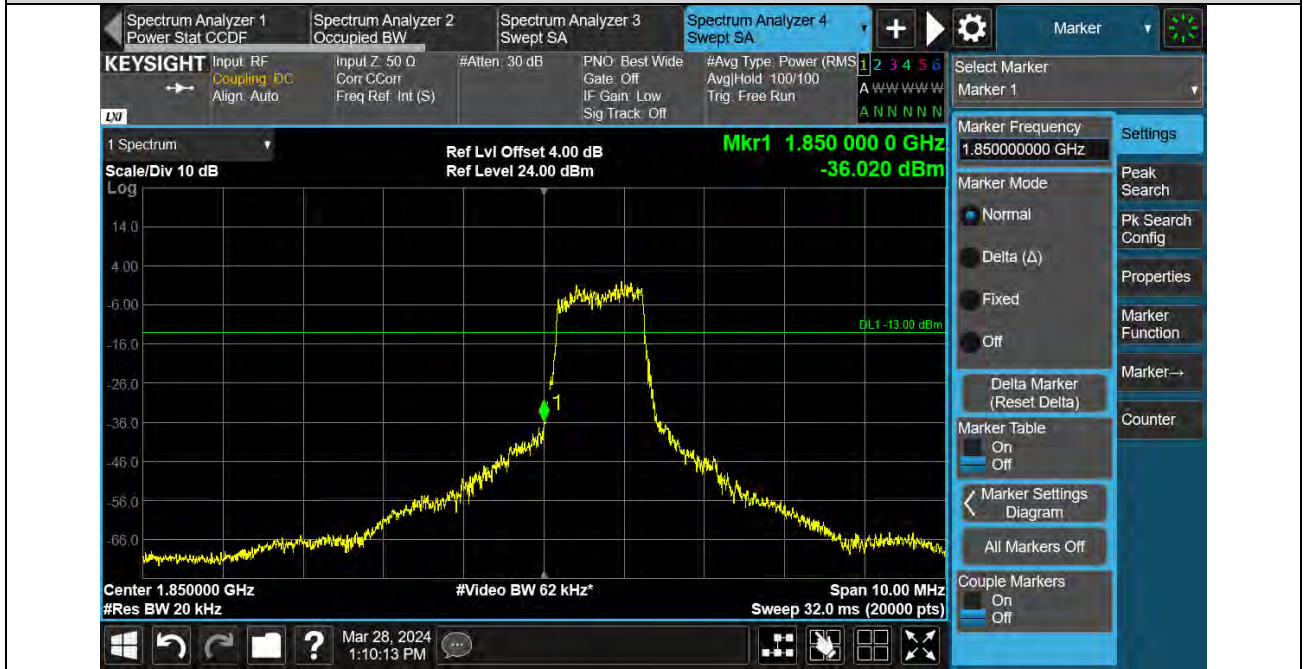 Spectrum Analyzer 1
Power Stat CCDF
Spectrum Analyzer 2
Occupied BW
Spectrum Analyzer 3
Swept SA
Spectrum Analyzer 4
Swept SA
Marker
KEYSIGHT
LXI
Input: RF
Coupling: DC
Align: Auto
Input Z: 50 Ω
Corr CCorr
Freq Ref: Int (S)
#Atten: 30 dB
PNO: Best Wide
Gate: Off
IF Gain: Low
Sig Track: Off
#Avg Type: Power (RMS
Avg|Hold: 100/100
Trig: Free Run
1 2 3 4 5 6
A W W W W W
A N N N N N
Select Marker
Marker 1
1 Spectrum
Scale/Div 10 dB
Log
Ref Lvl Offset 4.00 dB
Ref Level 24.00 dBm
Mkr1 1.850 000 0 GHz
-36.020 dBm
14.0
4.00
-6.00
-16.0
-26.0
-36.0
-46.0
-56.0
-66.0
DL1 -13.00 dBm
1
Center 1.850000 GHz
#Res BW 20 kHz
#Video BW 62 kHz*
Span 10.00 MHz
Sweep 32.0 ms (20000 pts)
Marker Frequency
1.850000000 GHz
Marker Mode
Normal
Delta (Δ)
Fixed
Off
Delta Marker
(Reset Delta)
Marker Table
On
Off
Marker Settings
Diagram
All Markers Off
Couple Markers
On
Off
Settings
Peak
Search
Pk Search
Config
Properties
Marker
Function
Marker→
Counter
Mar 28, 2024
1:10:13 PM